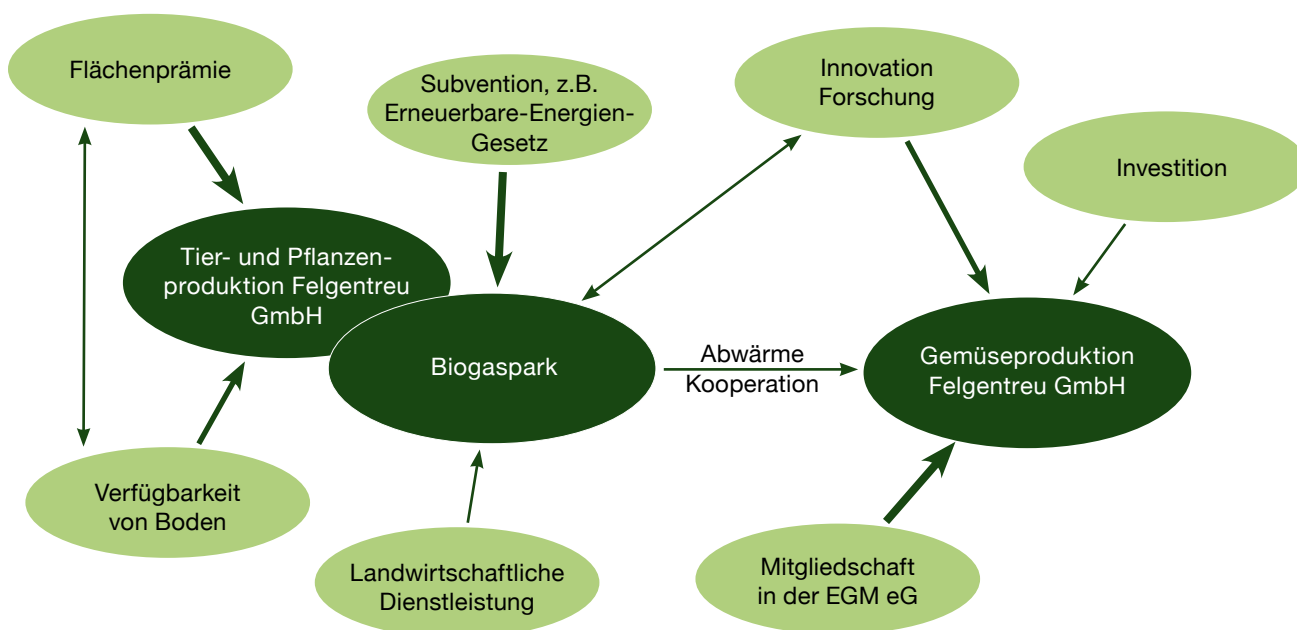 Flächenprämie
Subvention, z.B.
Erneuerbare-Energien-
Gesetz
Innovation
Forschung
Investition
Tier- und Pflanzen-
produktion Felgentreu
GmbH
Biogaspark
Abwärme
Kooperation
Gemüseproduktion
Felgentreu GmbH
Verfügbarkeit
von Boden
Landwirtschaftliche
Dienstleistung
Mitgliedschaft
in der EGM eG